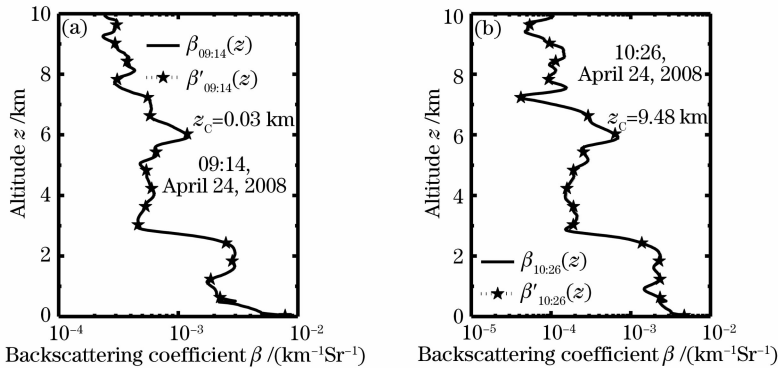 (a)
β09:14(z)
β′09:14(z)
zC=0.03 km
09:14,
April 24, 2008
10
8
6
4
2
0
Altitude z /km
10⁻⁴ 10⁻³ 10⁻²
Backscattering coefficient β /(km⁻¹Sr⁻¹)
(b)
10:26,
April 24, 2008
zC=9.48 km
β10:26(z)
β′10:26(z)
10
8
6
4
2
0
Altitude z /km
10⁻⁵ 10⁻⁴ 10⁻³ 10⁻²
Backscattering coefficient β /(km⁻¹Sr⁻¹)